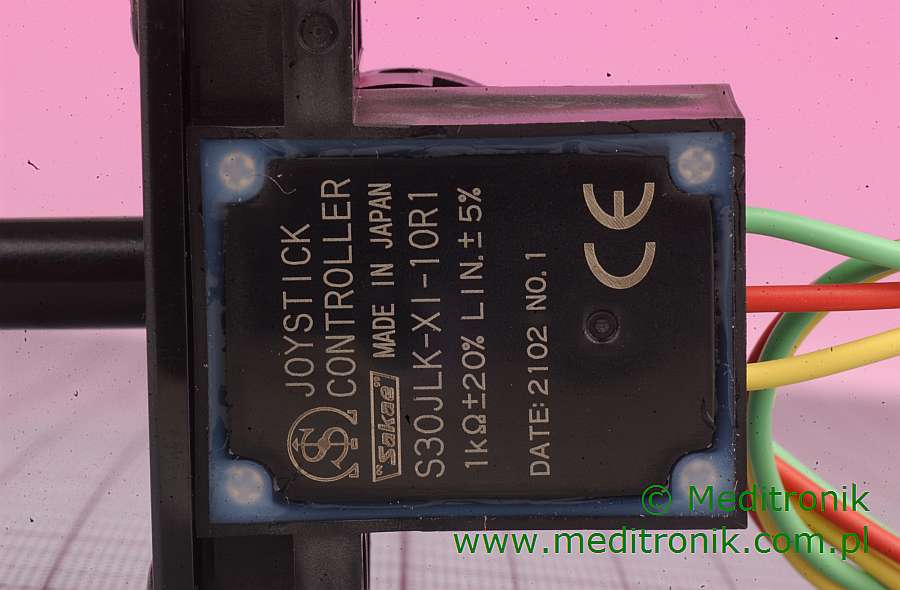 JOYSTICK
CONTROLLER
"Sakae" MADE IN JAPAN
S30JLK-XI-10R1
1kΩ±20% LIN.±5%
DATE: 2102 NO. 1
CE
© Meditronik
www.meditronik.com.pl